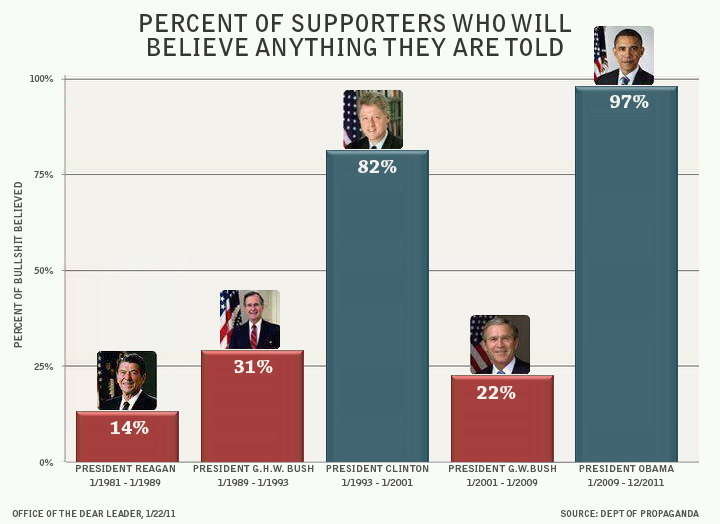 PERCENT OF SUPPORTERS WHO WILL
BELIEVE ANYTHING THEY ARE TOLD
PERCENT OF BULLSHIT BELIEVED
100%
75%
50%
25%
0%
14%
31%
82%
22%
97%
PRESIDENT REAGAN
1/1981 - 1/1989
PRESIDENT G.H.W. BUSH
1/1989 - 1/1993
PRESIDENT CLINTON
1/1993 - 1/2001
PRESIDENT G.W.BUSH
1/2001 - 1/2009
PRESIDENT OBAMA
1/2009 - 12/2011
OFFICE OF THE DEAR LEADER, 1/22/11
SOURCE: DEPT OF PROPAGANDA